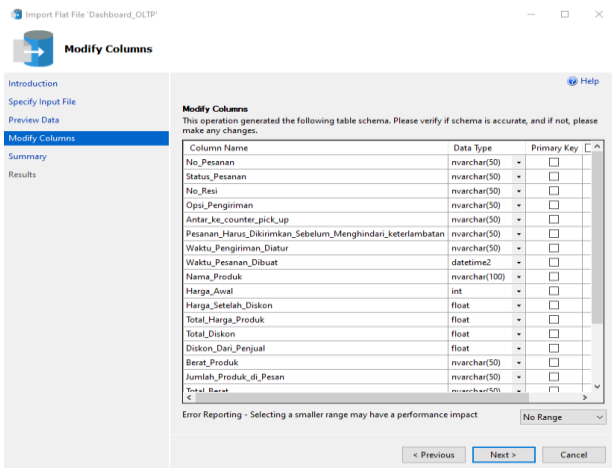 Import Flat File 'Dashboard_OLTP'
Modify Columns
Help
Introduction
Specify Input File
Preview Data
Modify Columns
Summary
Results
Modify Columns
This operation generated the following table schema. Please verify if schema is accurate, and if not, please
make any changes.
Column Name Data Type Primary Key
No_Pesanan nvarchar(50)
Status_Pesanan nvarchar(50)
No_Resi nvarchar(50)
Opsi_Pengiriman nvarchar(50)
Antar_ke_counter_pick_up nvarchar(50)
Pesanan_Harus_Dikirimkan_Sebelum_Menghindari_keterlambatan nvarchar(50)
Waktu_Pengiriman_Diatur nvarchar(50)
Waktu_Pesanan_Dibuat datetime2
Nama_Produk nvarchar(100)
Harga_Awal int
Harga_Setelah_Diskon float
Total_Harga_Produk float
Total_Diskon float
Diskon_Dari_Penjual float
Berat_Produk nvarchar(50)
Jumlah_Produk_di_Pesan nvarchar(50)
Total_Berat nvarchar(50)
Error Reporting - Selecting a smaller range may have a performance impact No Range
< Previous Next > Cancel